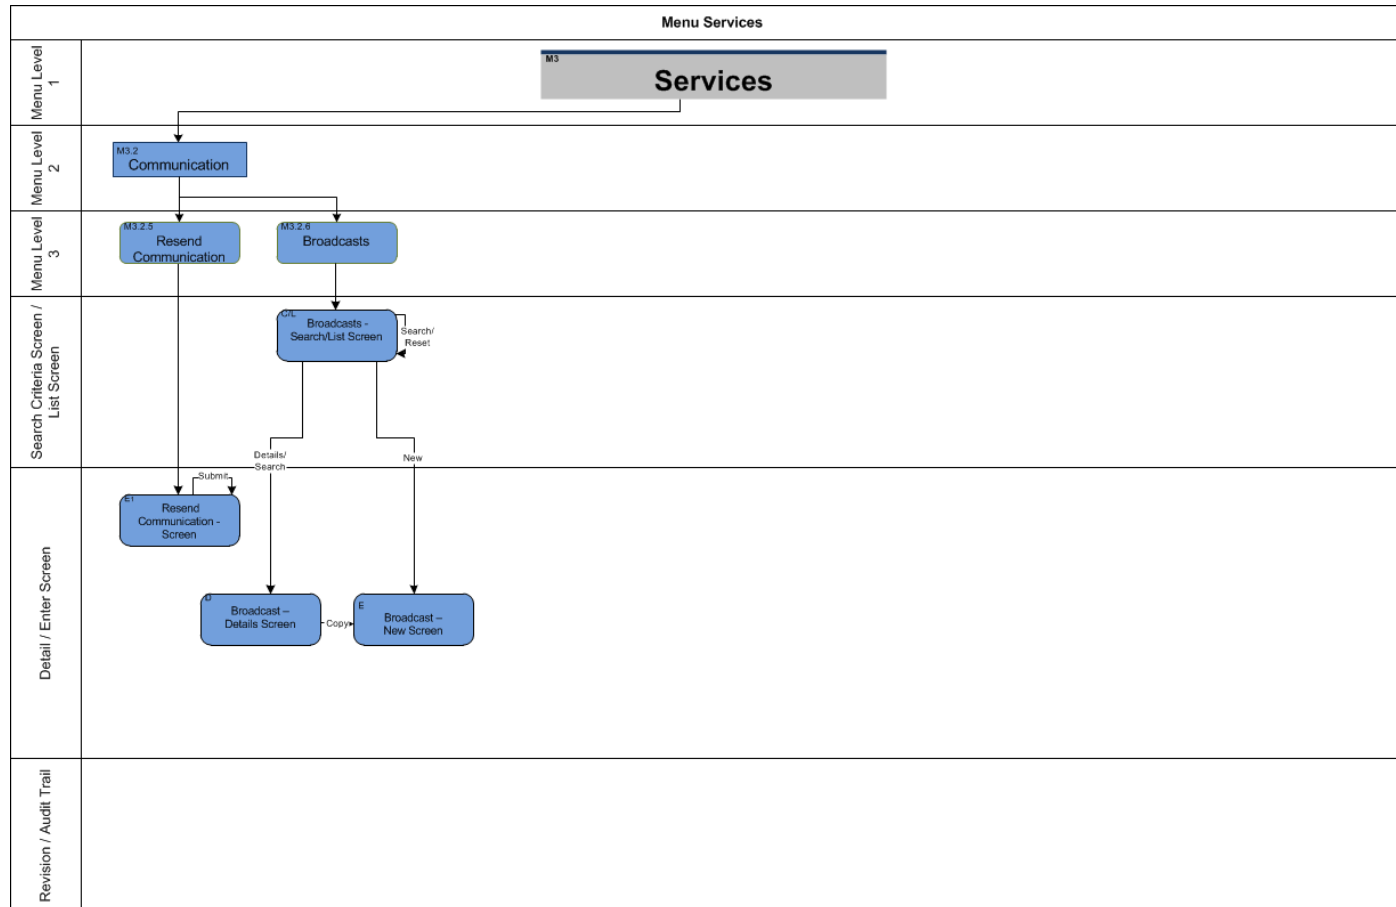 Menu Services
Menu Level
1
M3
Services
Menu Level
2
M3.2
Communication
Menu Level
3
M3.2.5
Resend
Communication
M3.2.6
Broadcasts
Search Criteria Screen /
List Screen
C/L
Broadcasts -
Search/List Screen
Search/
Reset
Details/
Search
New
Detail / Enter Screen
Submit
E1
Resend
Communication -
Screen
D
Broadcast –
Details Screen
Copy
E
Broadcast –
New Screen
Revision / Audit Trail